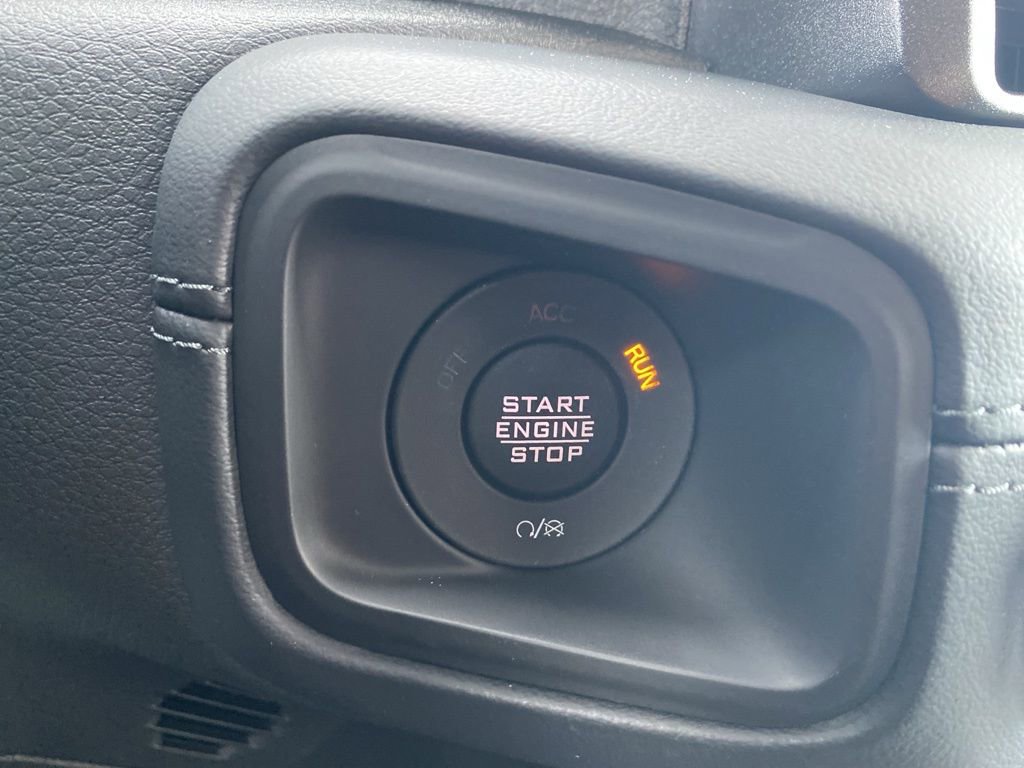 ACC
OFF
RUN
START
ENGINE
STOP